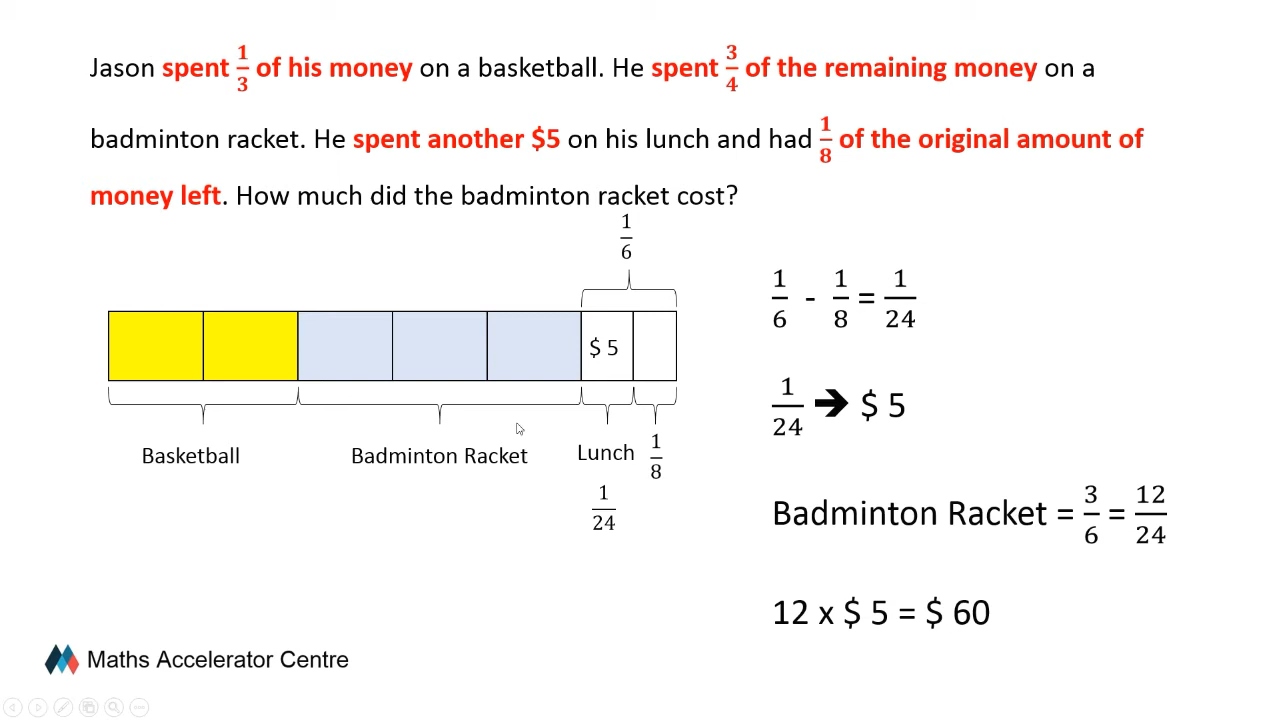 Jason spent 1/3 of his money on a basketball. He spent 3/4 of the remaining money on a
badminton racket. He spent another $5 on his lunch and had 1/8 of the original amount of
money left. How much did the badminton racket cost?
1/6
$ 5
Basketball
Badminton Racket
Lunch
1/8
1/24
1/6 - 1/8 = 1/24
1/24 ➔ $ 5
Badminton Racket = 3/6 = 12/24
12 x $ 5 = $ 60
Maths Accelerator Centre